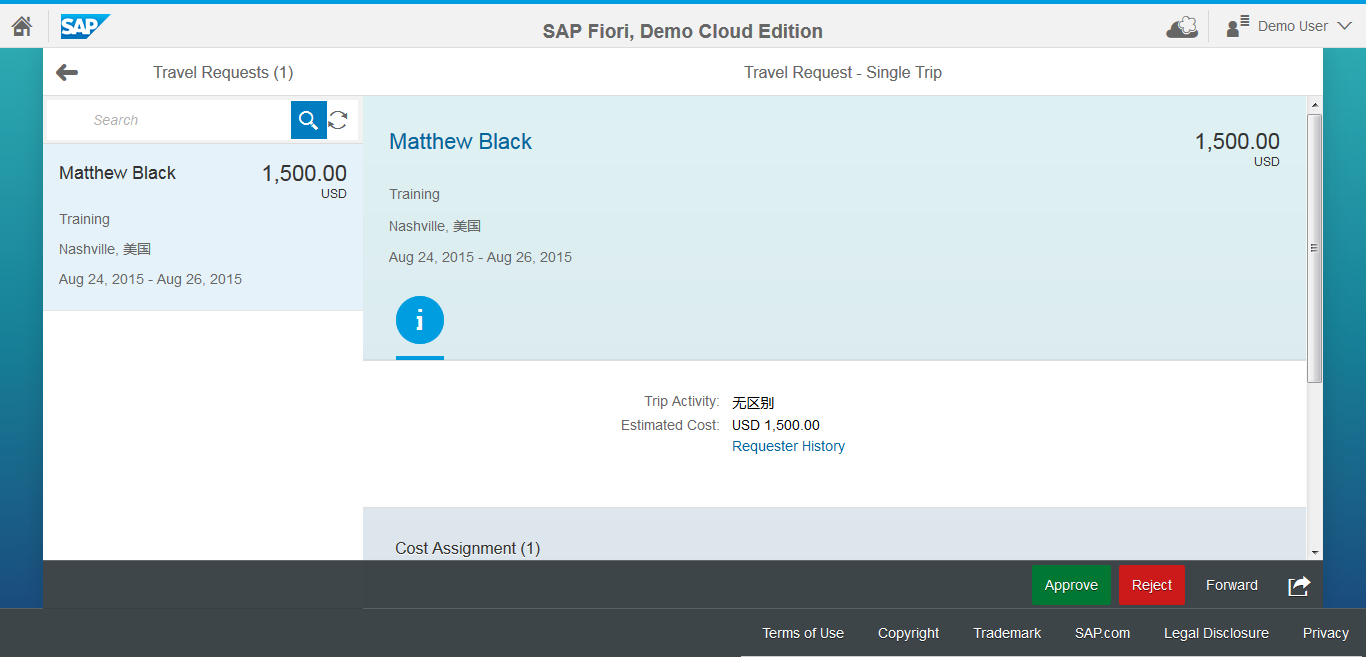 SAP
SAP Fiori, Demo Cloud Edition
Demo User
Travel Requests (1)
Travel Request - Single Trip
Search
Matthew Black
1,500.00
USD
Training
Nashville, 美国
Aug 24, 2015 - Aug 26, 2015
Matthew Black
1,500.00
USD
Training
Nashville, 美国
Aug 24, 2015 - Aug 26, 2015
i
Trip Activity: 无区别
Estimated Cost: USD 1,500.00
Requester History
Cost Assignment (1)
Approve
Reject
Forward
Terms of Use
Copyright
Trademark
SAP.com
Legal Disclosure
Privacy